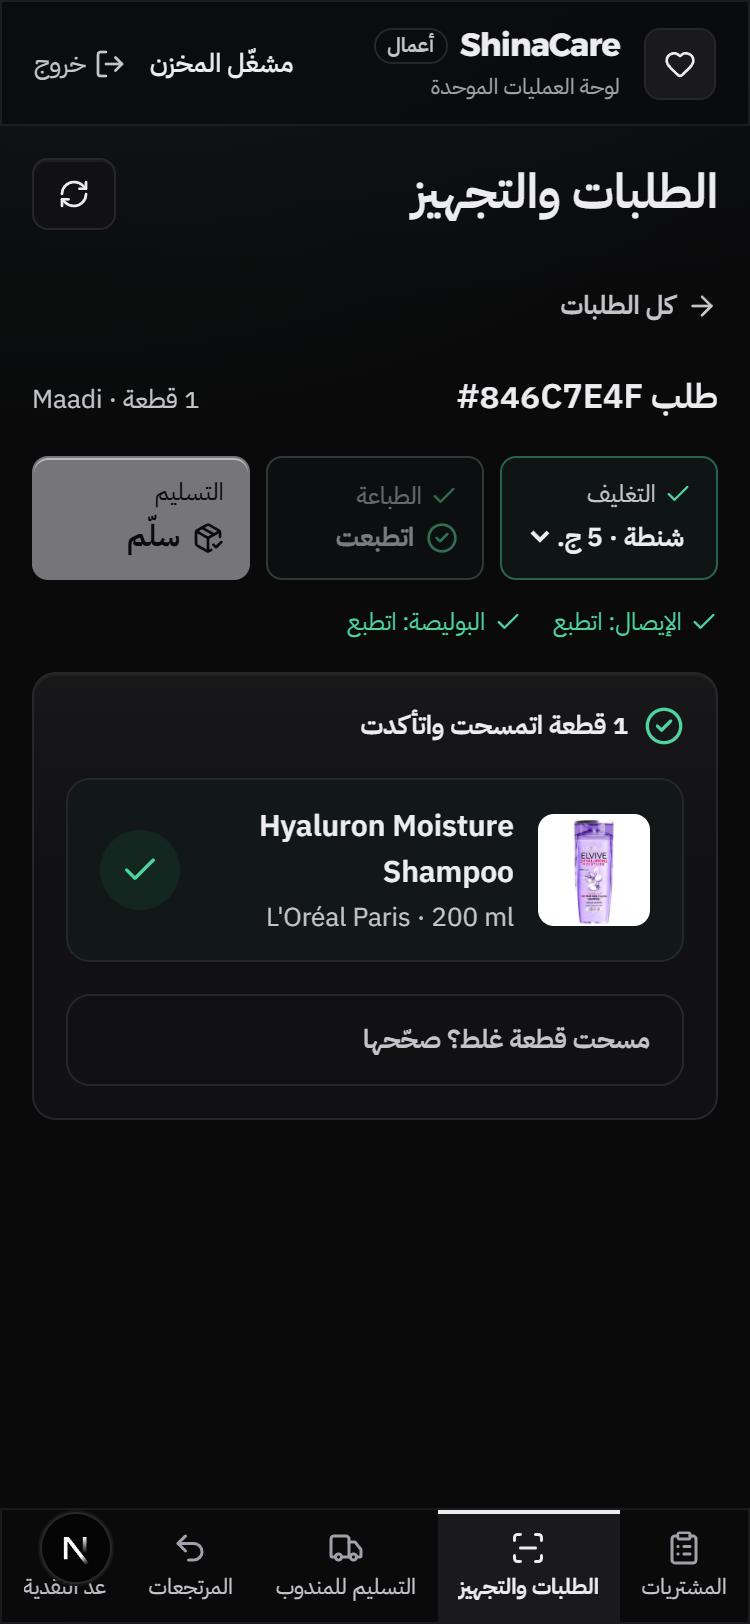 ShinaCare أعمال
لوحة العمليات الموحدة
مشغّل المخزن
خروج
الطلبات والتجهيز
كل الطلبات
طلب #846C7E4F
1 قطعة · Maadi
التغليف
شنطة · 5 ج.
الطباعة
اتطبعت
التسليم
سلّم
الإيصال: اتطبع
البوليصة: اتطبع
1 قطعة اتمسحت واتأكدت
ELVIVE
Hyaluron Moisture
Shampoo
L'Oréal Paris · 200 ml
مسحت قطعة غلط؟ صحّحها
المشتريات
الطلبات والتجهيز
التسليم للمندوب
المرتجعات
عد النقدية
N